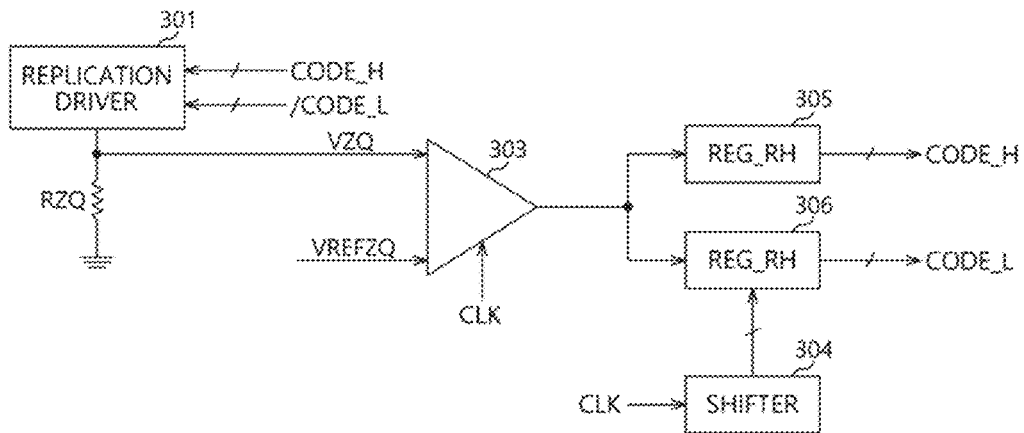 301
REPLICATION
DRIVER
CODE_H
/CODE_L
VZQ
303
RZQ
VREFZQ
CLK
305
REG_RH
CODE_H
306
REG_RH
CODE_L
304
CLK
SHIFTER